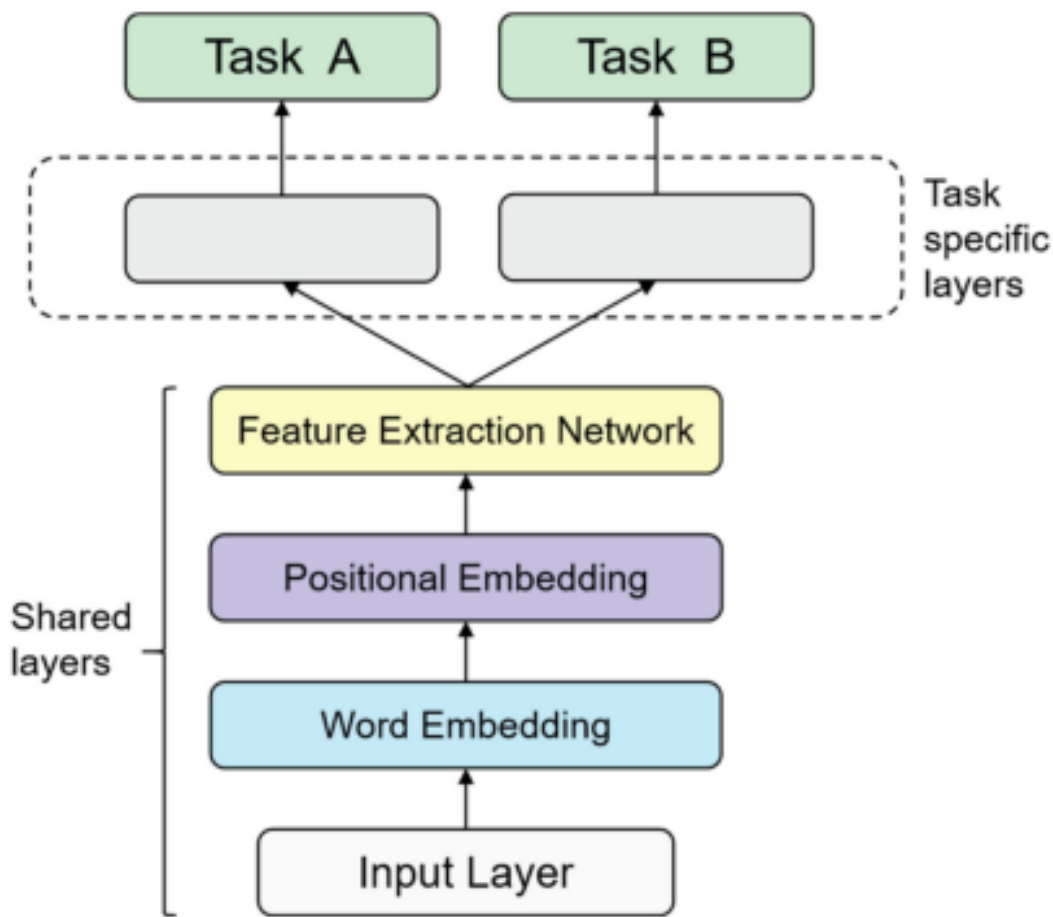 Task A
Task B
Task
specific
layers
Feature Extraction Network
Positional Embedding
Shared
layers
Word Embedding
Input Layer